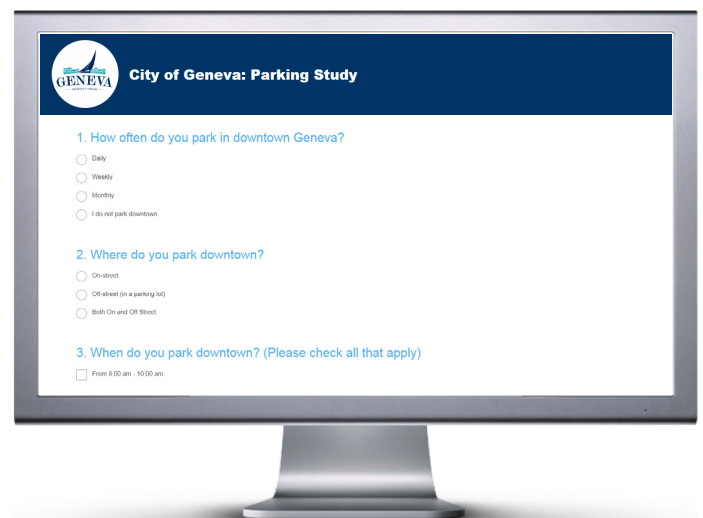 GENEVA
City of Geneva: Parking Study
1. How often do you park in downtown Geneva?
Daily
Weekly
Monthly
I do not park downtown
2. Where do you park downtown?
On-street
Off-street (in a parking lot)
Both On and Off Street
3. When do you park downtown? (Please check all that apply)
From 8:00 am - 10:00 am